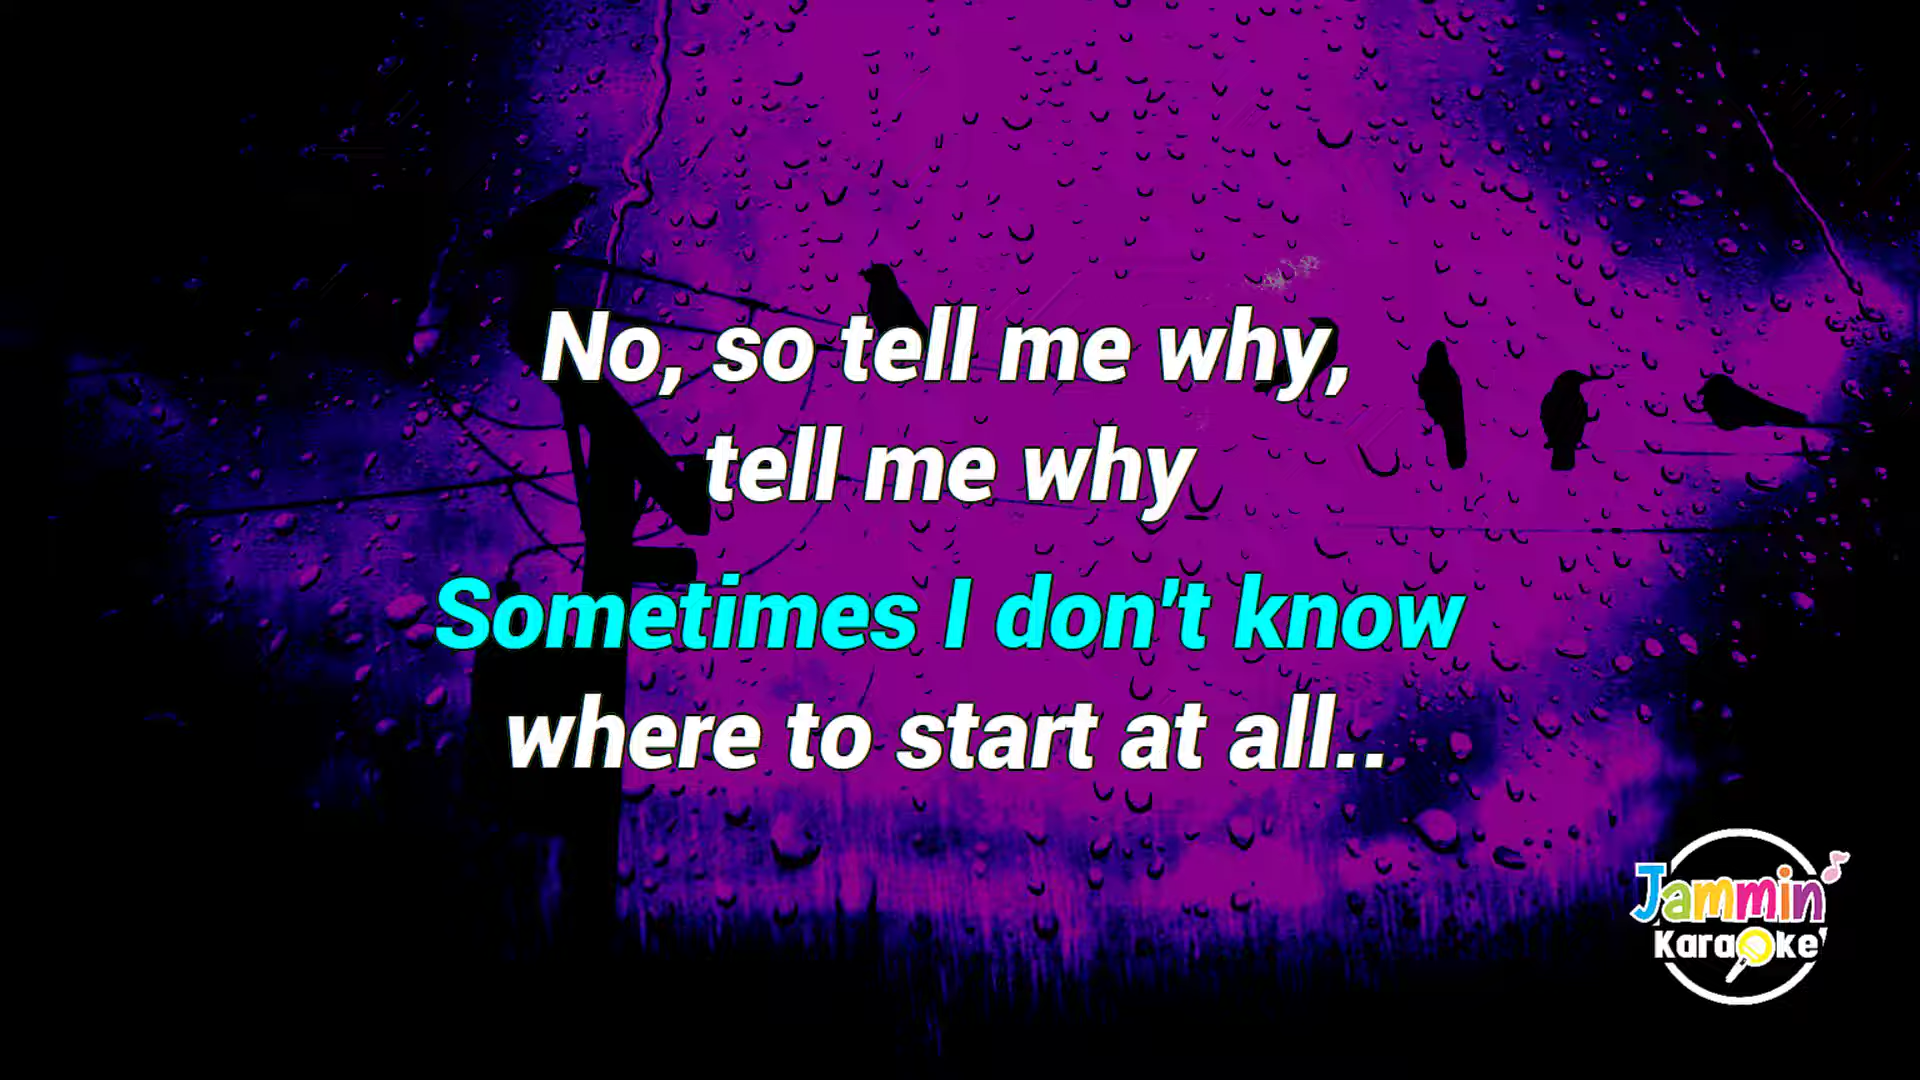 No, so tell me why,
tell me why
Sometimes I don't know
where to start at all..
Jammin'
Karaoke